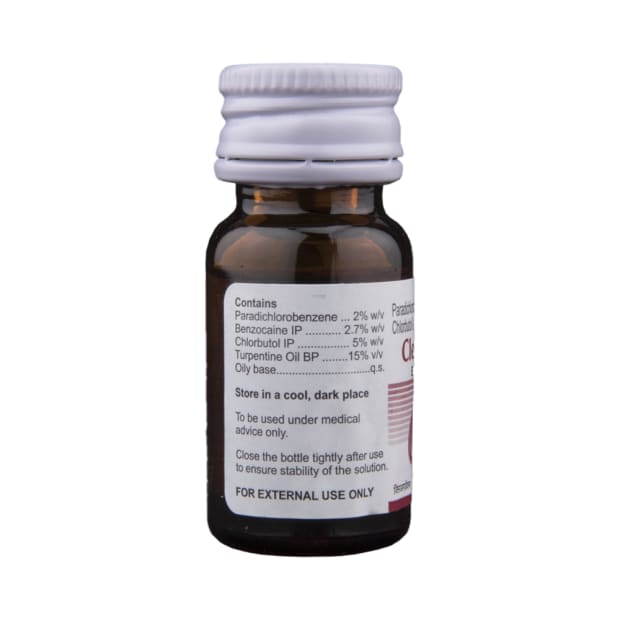 Contains
Paradichlorobenzene ... 2% w/v
Benzocaine IP ............ 2.7% w/v
Chlorbutol IP ................ 5% w/v
Turpentine Oil BP ........15% v/v
Oily base.........................q.s.
Store in a cool, dark place
To be used under medical
advice only.
Close the bottle tightly after use
to ensure stability of the solution.
FOR EXTERNAL USE ONLY